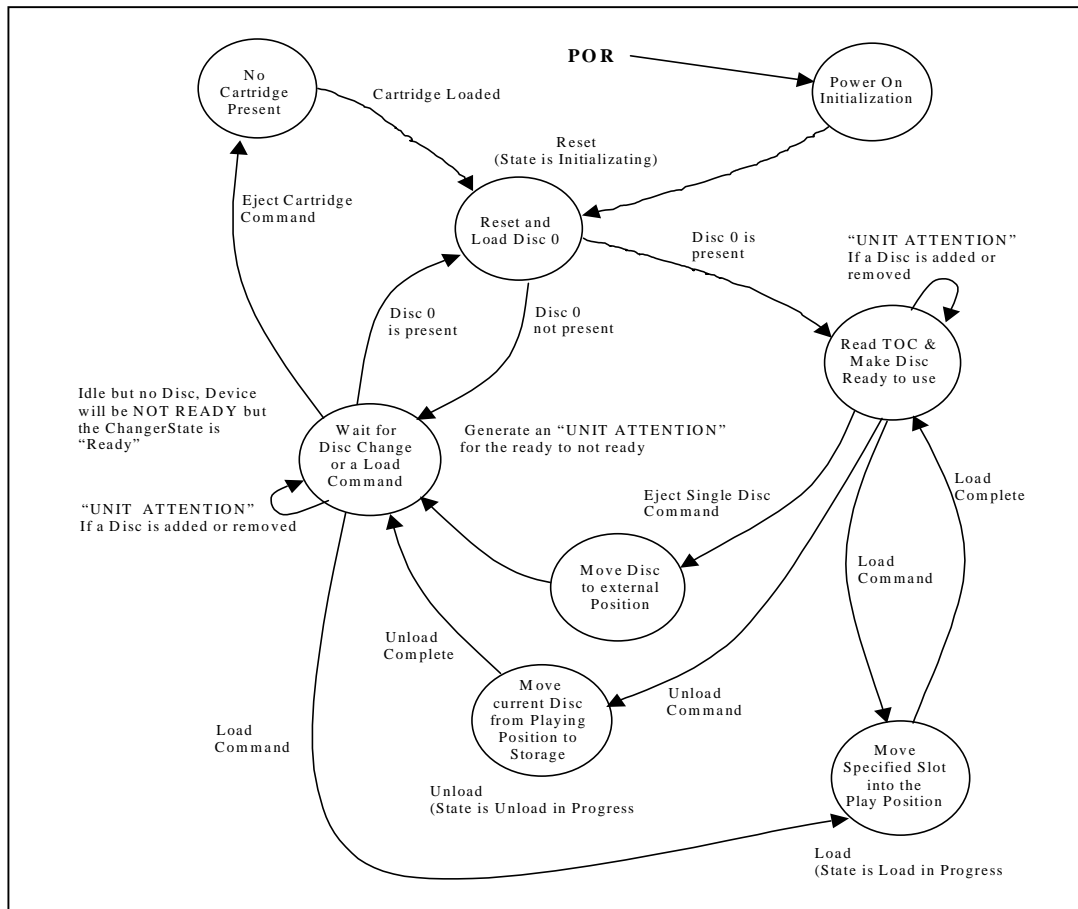 POR
No
Cartridge
Present
Power On
Initialization
Cartridge Loaded
Reset
(State is Initializating)
Eject Cartridge
Command
Reset and
Load Disc 0
Disc 0 is
present
“UNIT ATTENTION”
If a Disc is added or
removed
Disc 0
is present
Disc 0
not present
Read TOC &
Make Disc
Ready to use
Idle but no Disc, Device
will be NOT READY but
the ChangerState is
“Ready”
Wait for
Disc Change
or a Load
Command
Generate an “UNIT ATTENTION”
for the ready to not ready
“UNIT ATTENTION”
If a Disc is added or removed
Eject Single Disc
Command
Load
Complete
Move Disc
to external
Position
Load
Command
Unload
Complete
Move
current Disc
from Playing
Position to
Storage
Unload
Command
Load
Command
Move
Specified Slot
into the
Play Position
Unload
(State is Unload in Progress
Load
(State is Load in Progress